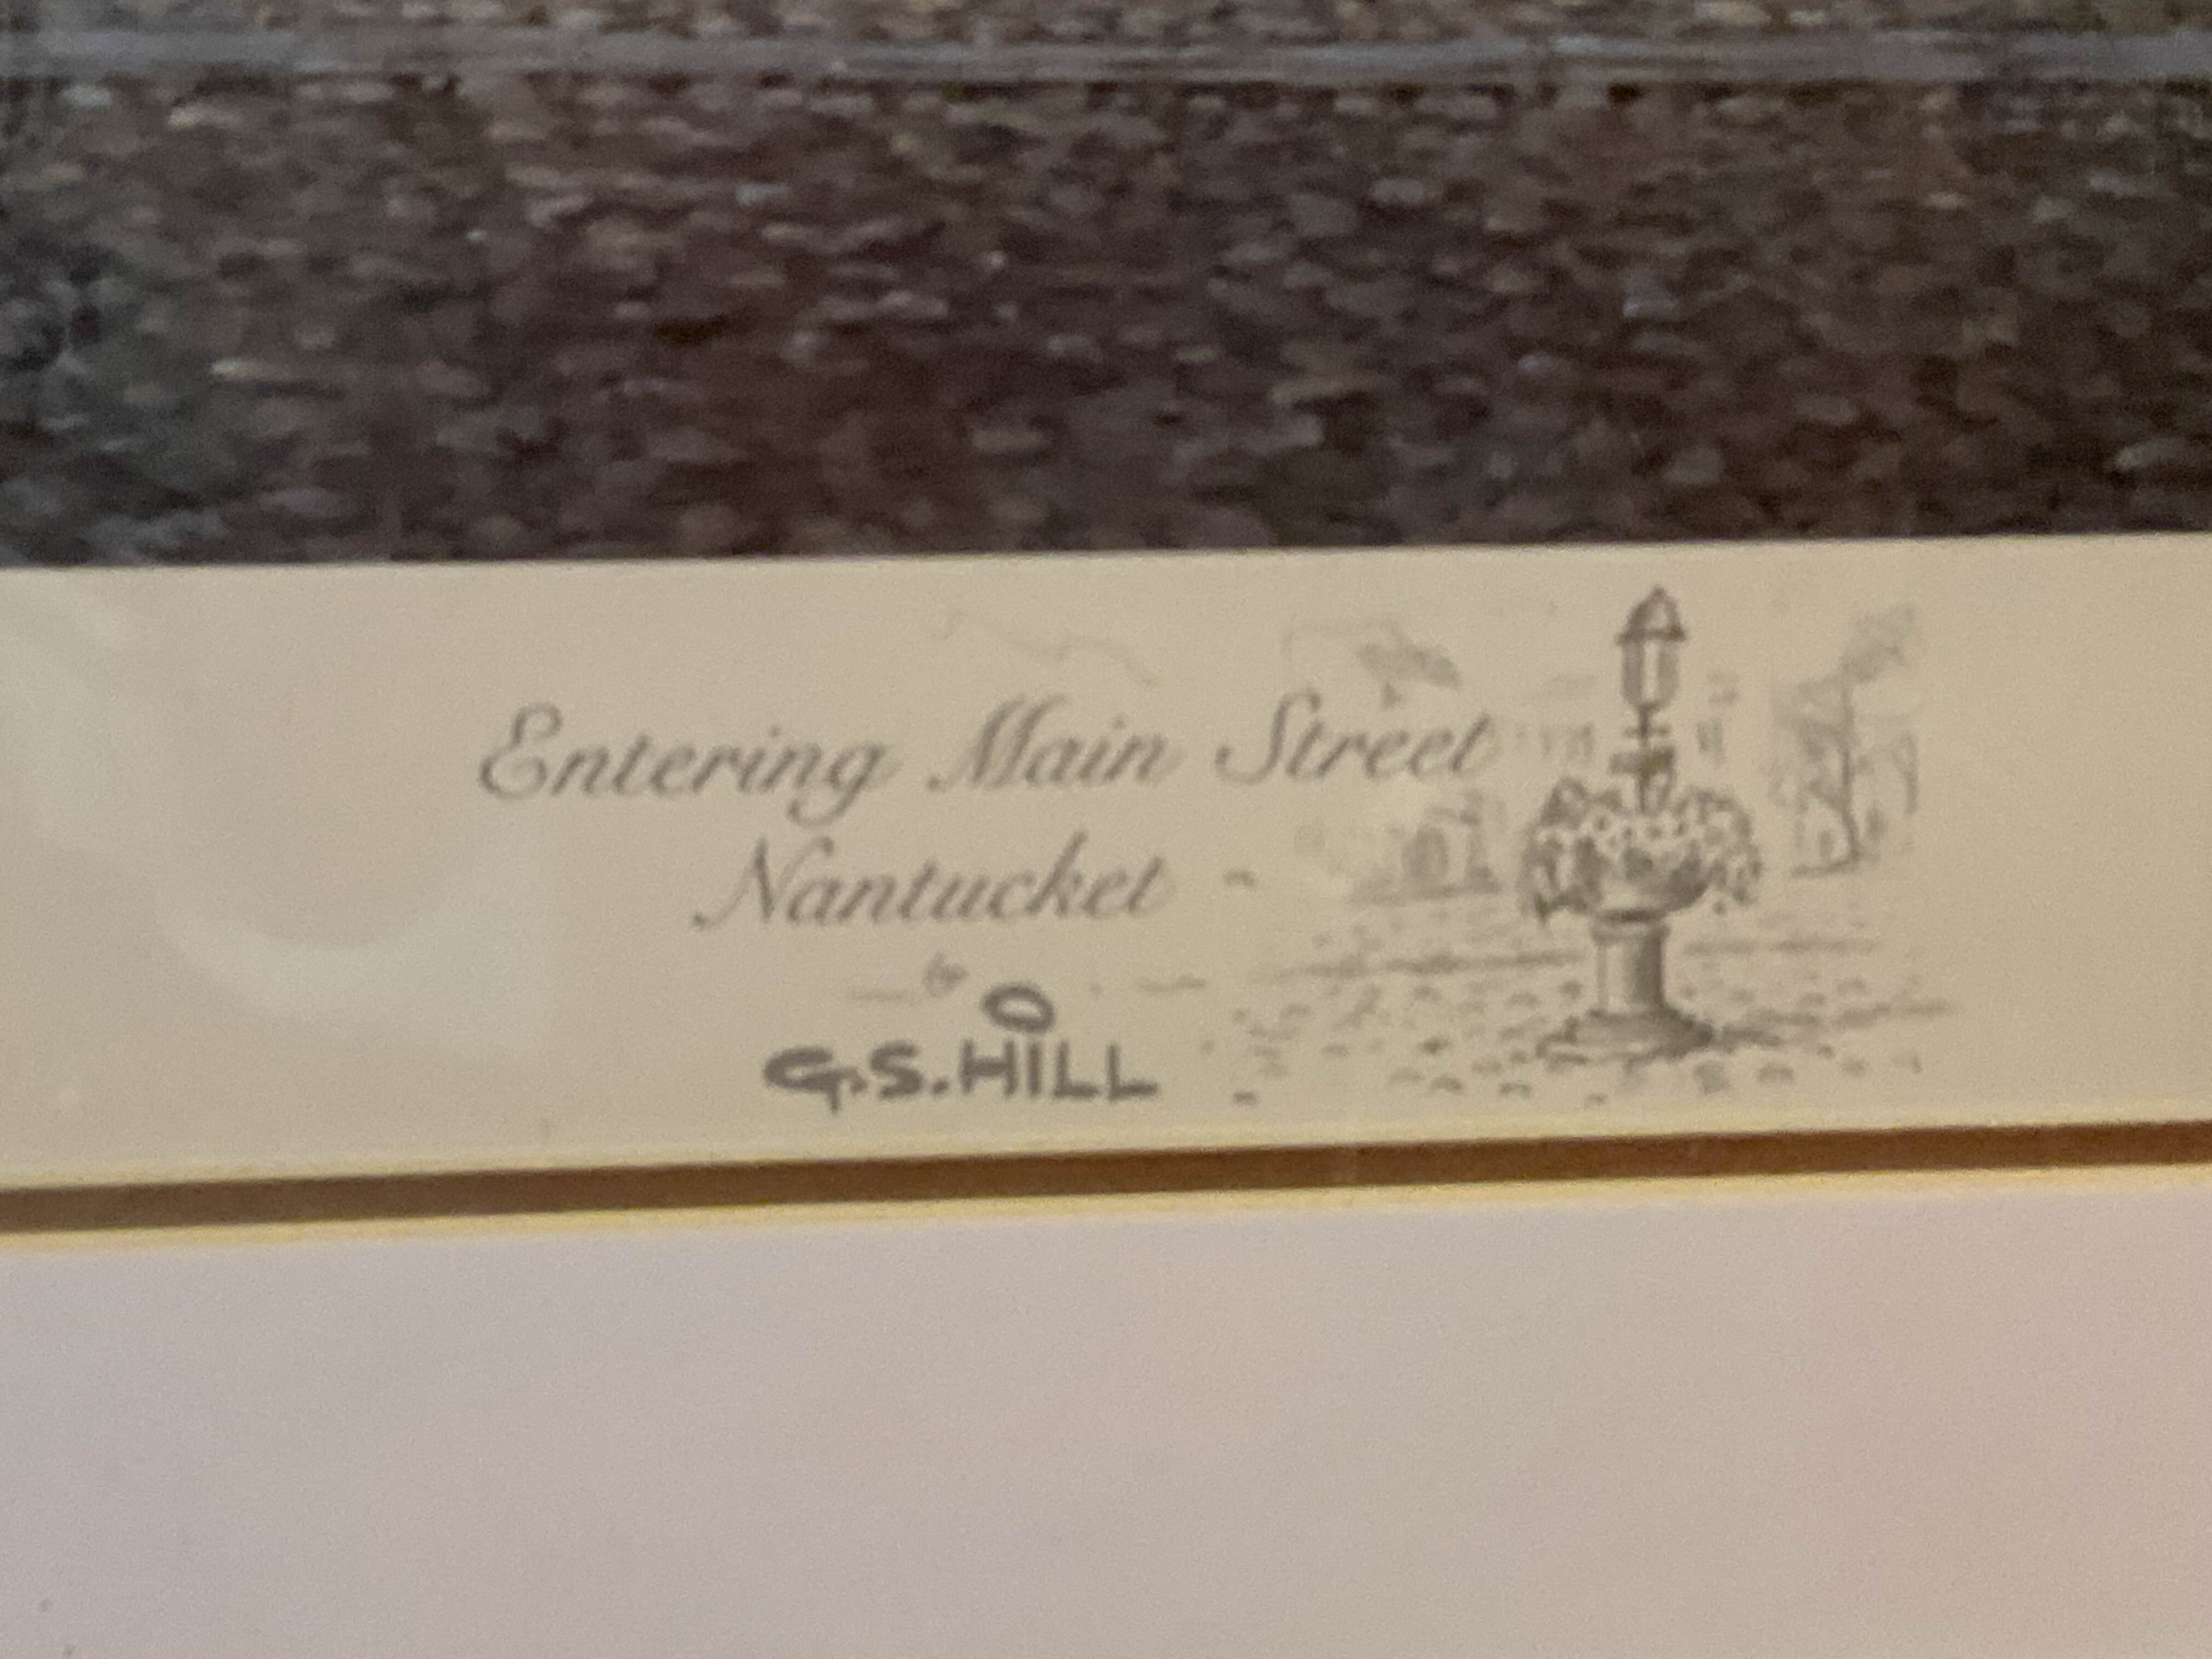 Entering Main Street
Nantucket
by
G.S.HILL